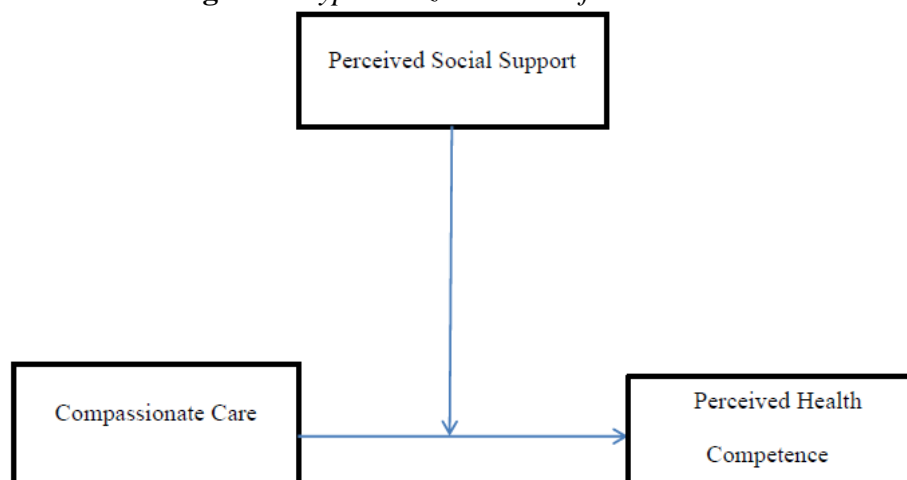 Perceived Social Support
Compassionate Care
Perceived Health
Competence